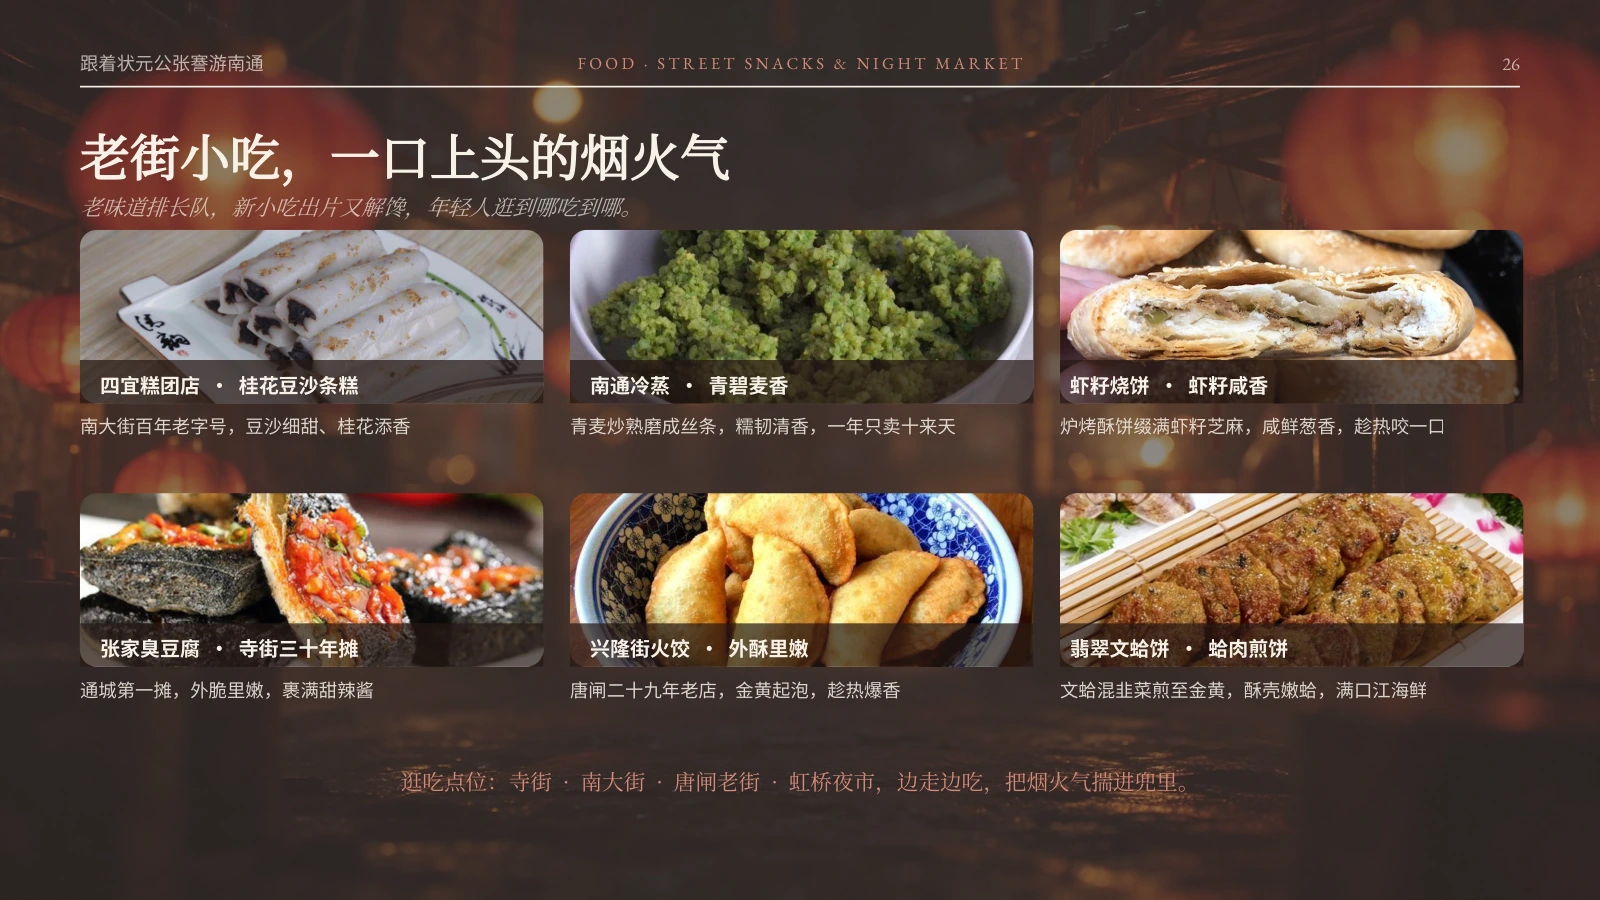 跟着状元公张謇游南通
FOOD · STREET SNACKS & NIGHT MARKET
26
老街小吃，一口上头的烟火气
老味道排长队，新小吃出片又解馋，年轻人逛到哪吃到哪。
四宜糕团店 · 桂花豆沙条糕
南通冷蒸 · 青碧麦香
虾籽烧饼 · 虾籽咸香
南大街百年老字号，豆沙细甜、桂花添香
青麦炒熟磨成丝条，糯韧清香，一年只卖十来天
炉烤酥饼缀满虾籽芝麻，咸鲜葱香，趁热咬一口
张家臭豆腐 · 寺街三十年摊
兴隆街火饺 · 外酥里嫩
翡翠文蛤饼 · 蛤肉煎饼
通城第一摊，外脆里嫩，裹满甜辣酱
唐闸二十九年老店，金黄起泡，趁热爆香
文蛤混韭菜煎至金黄，酥壳嫩蛤，满口江海鲜
逛吃点位：寺街 · 南大街 · 唐闸老街 · 虹桥夜市，边走边吃，把烟火气揣进兜里。